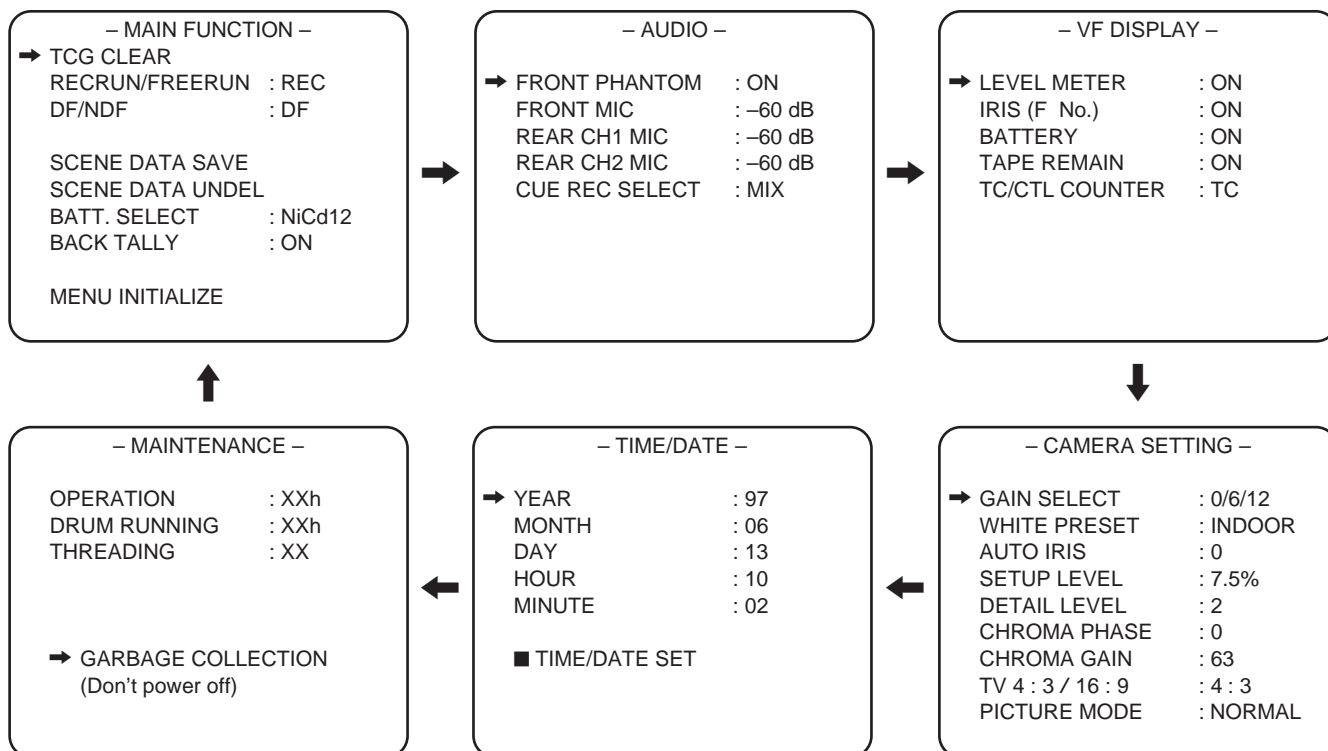 – MAIN FUNCTION –
➞ TCG CLEAR
RECRUN/FREERUN : REC
DF/NDF : DF
SCENE DATA SAVE
SCENE DATA UNDEL
BATT. SELECT : NiCd12
BACK TALLY : ON
MENU INITIALIZE
– AUDIO –
➞ FRONT PHANTOM : ON
FRONT MIC : –60 dB
REAR CH1 MIC : –60 dB
REAR CH2 MIC : –60 dB
CUE REC SELECT : MIX
– VF DISPLAY –
➞ LEVEL METER : ON
IRIS (F No.) : ON
BATTERY : ON
TAPE REMAIN : ON
TC/CTL COUNTER : TC
– MAINTENANCE –
OPERATION : XXh
DRUM RUNNING : XXh
THREADING : XX
➞ GARBAGE COLLECTION
(Don't power off)
– TIME/DATE –
➞ YEAR : 97
MONTH : 06
DAY : 13
HOUR : 10
MINUTE : 02
■ TIME/DATE SET
– CAMERA SETTING –
➞ GAIN SELECT : 0/6/12
WHITE PRESET : INDOOR
AUTO IRIS : 0
SETUP LEVEL : 7.5%
DETAIL LEVEL : 2
CHROMA PHASE : 0
CHROMA GAIN : 63
TV 4 : 3 / 16 : 9 : 4 : 3
PICTURE MODE : NORMAL